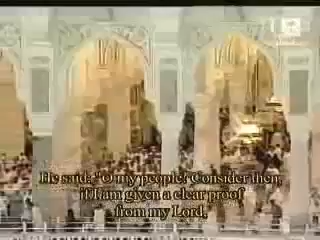 He said: "O my people! Consider then,
if I am given a clear proof
from my Lord,